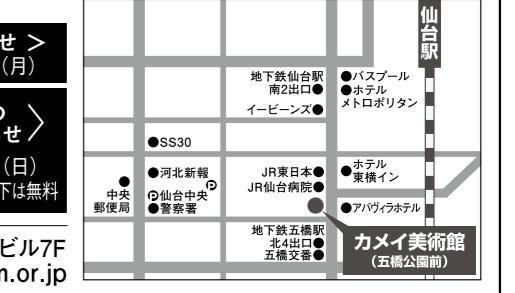 せ >
(月)
せ 〉
(日)
下は無料
ビル7F
m.or.jp
仙台駅
地下鉄仙台駅
南2出口●
イービーンズ●
●バスプール
●ホテル
メトロポリタン
●SS30
●河北新報
Ⓟ
Ⓟ仙台中央
●警察署
●
中央
郵便局
JR東日本●
JR仙台病院●
●ホテル
東横イン
●アパヴィラホテル
地下鉄五橋駅
北4出口●
五橋交番●
カメイ美術館
(五橋公園前)